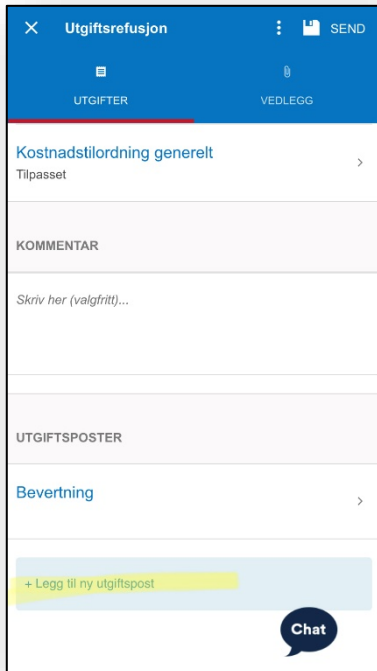 Utgiftsrefusjon
SEND
UTGIFTER
VEDLEGG
Kostnadstilordning generelt
Tilpasset
KOMMENTAR
Skriv her (valgfritt)...
UTGIFTSPOSTER
Bevertning
+ Legg til ny utgiftspost
Chat